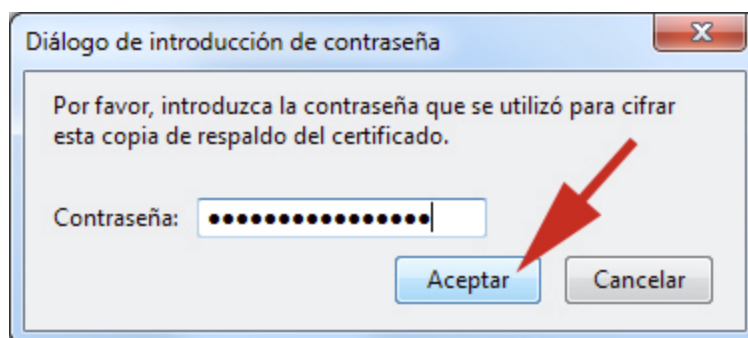 Diálogo de introducción de contraseña
Por favor, introduzca la contraseña que se utilizó para cifrar
esta copia de respaldo del certificado.
Contraseña: ••••••••••••••••
Aceptar Cancelar